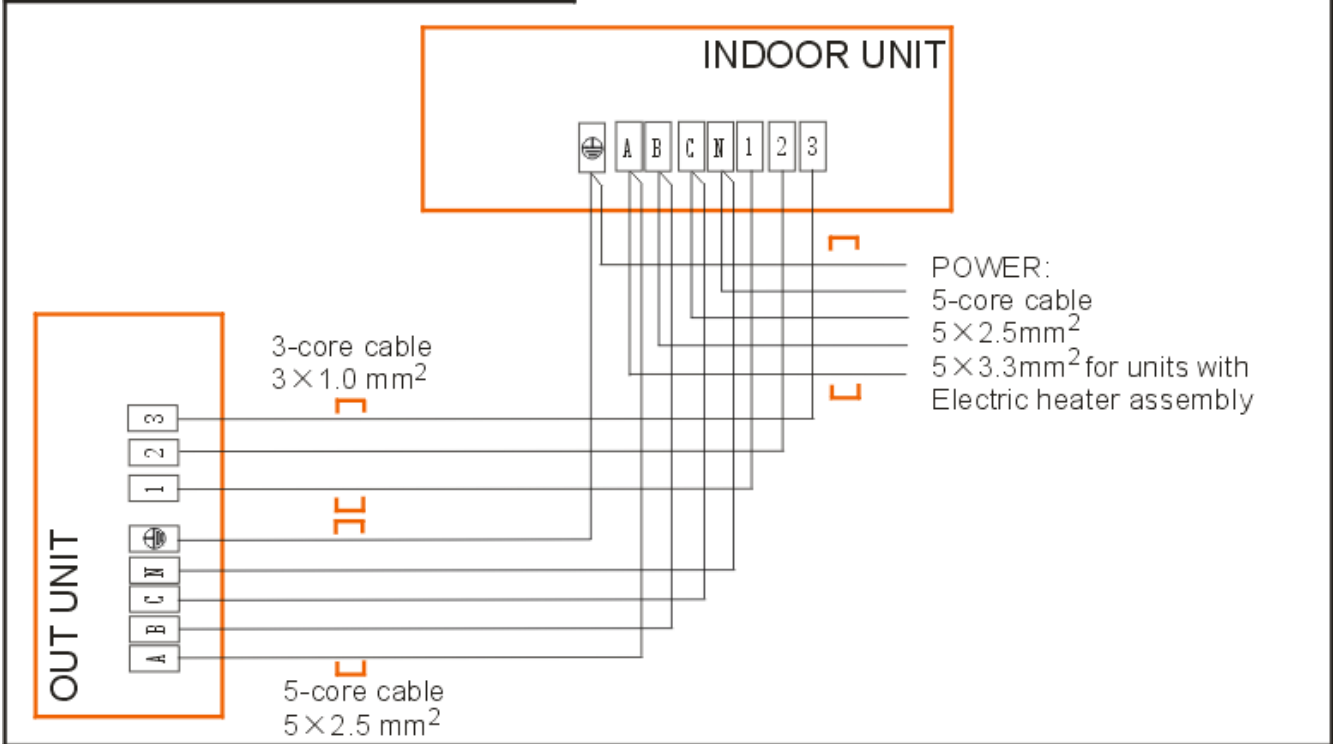 INDOOR UNIT
A B C N 1 2 3
POWER:
5-core cable
5×2.5mm²
5×3.3mm² for units with
Electric heater assembly
3-core cable
3×1.0 mm²
3
2
1
N
C
B
A
OUT UNIT
5-core cable
5×2.5 mm²